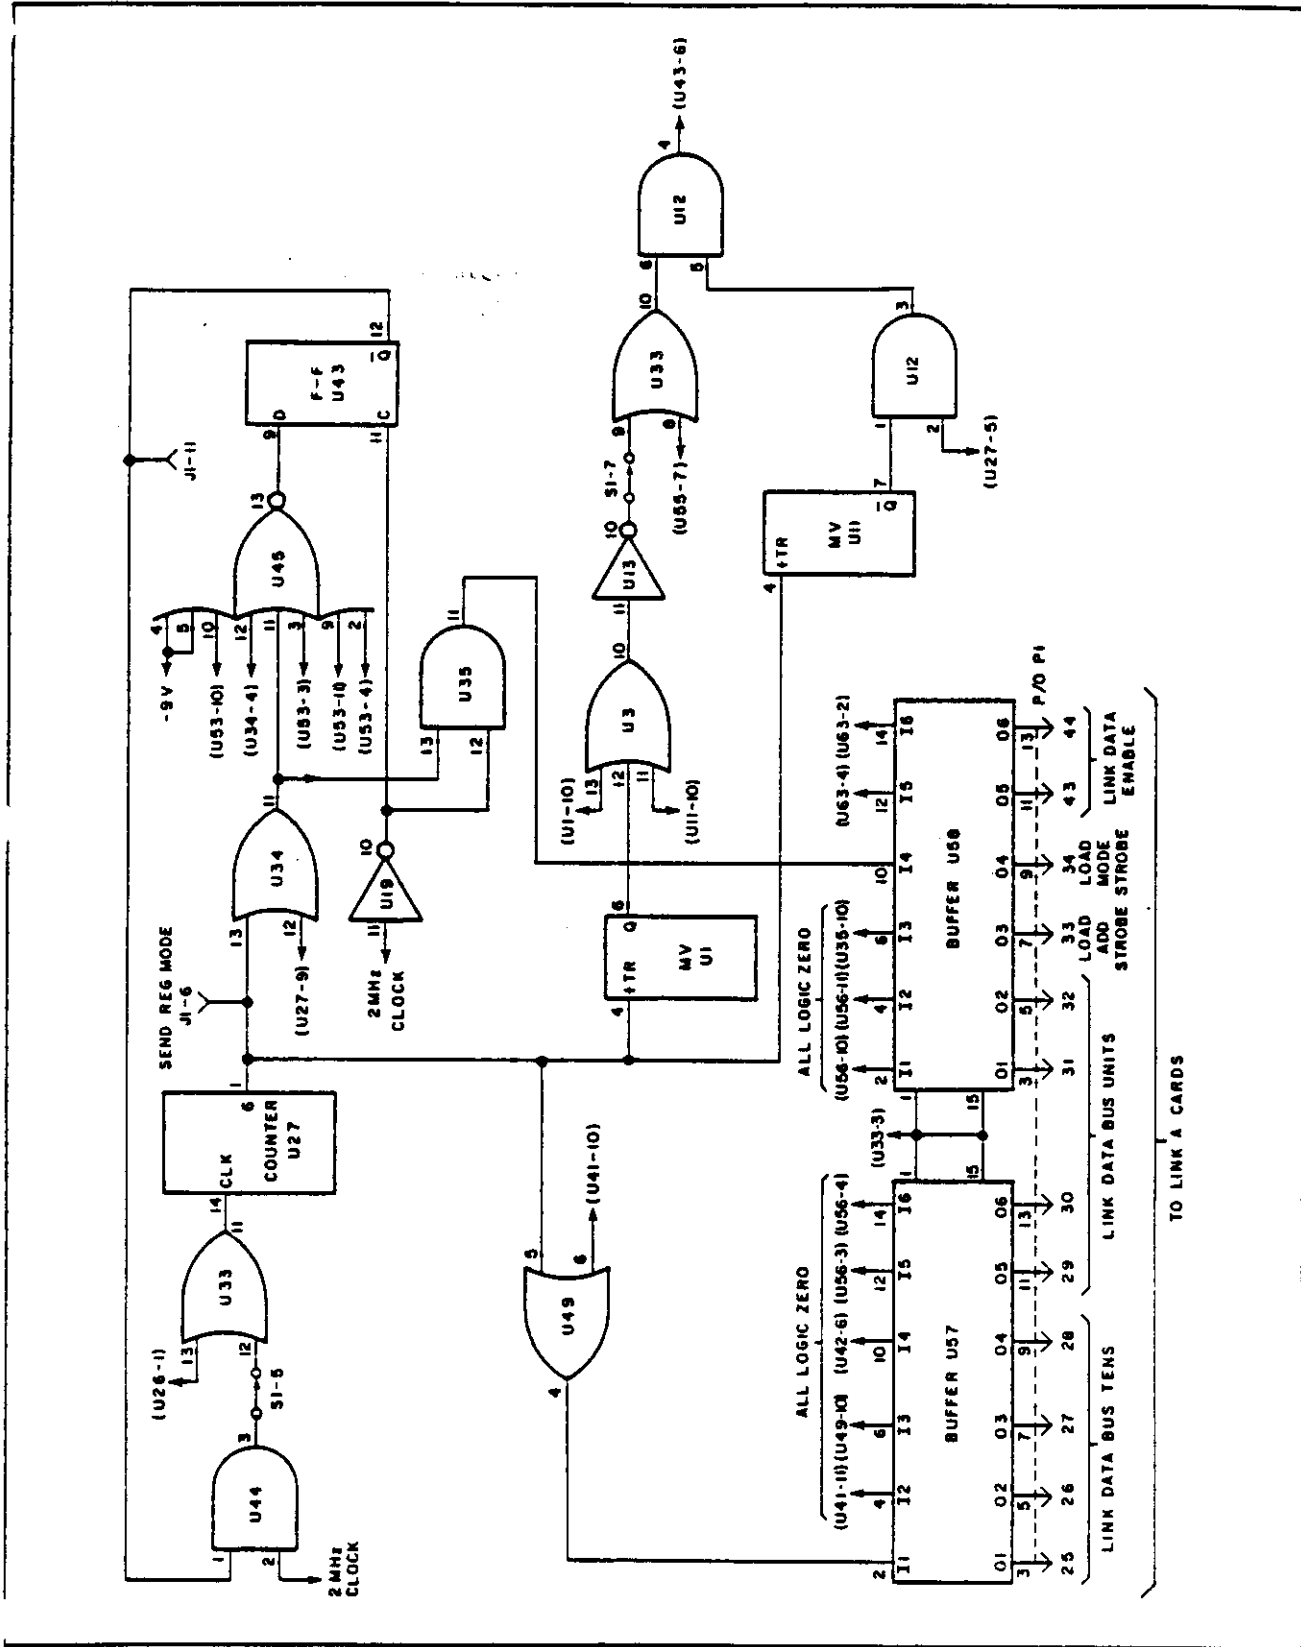 2 MHz
CLOCK
1
2
U44
3
S1-5
(U26-1)
13
12
U33
11
14
CLK
COUNTER
U27
6
1
SEND REG MODE
J1-6
13
12
(U27-9)
U34
11
2MHz
CLOCK
11
U19
10
-9V
(U53-10)
(U34-4)
(U53-3)
(U53-11)
(U53-4)
4
5
10
12
11
3
9
2
U45
13
9
D
F-F
U43
C
11
Q
12
J1-11
13
12
U35
11
4
+TR
MV
U1
Q
6
(U1-10)
13
12
11
(U11-10)
U3
10
11
U13
10
S1-7
9
8
(U55-7)
U33
10
6
5
U12
4
(U43-6)
4
+TR
MV
U11
Q
7
1
2
(U27-5)
U12
3
5
6
(U41-10)
U49
4
ALL LOGIC ZERO
(U41-11) (U49-10) (U42-6) (U56-3) (U56-4)
2 4 6 10 12 14
I1 I2 I3 I4 I5 I6
BUFFER U57
O1 O2 O3 O4 O5 O6
3 5 7 9 11 13
25 26 27 28 29 30
1
15
(U33-3)
1
15
ALL LOGIC ZERO
(U56-10) (U56-11) (U35-10)
(U63-4) (U63-2)
2 4 6 10 12 14
I1 I2 I3 I4 I5 I6
BUFFER U58
O1 O2 O3 O4 O5 O6
3 5 7 9 11 13
P/O P1
31 32 33 34 43 44
LINK DATA BUS TENS
LINK DATA BUS UNITS
LOAD
ADD
STROBE
LOAD
MODE
STROBE
LINK DATA
ENABLE
TO LINK A CARDS